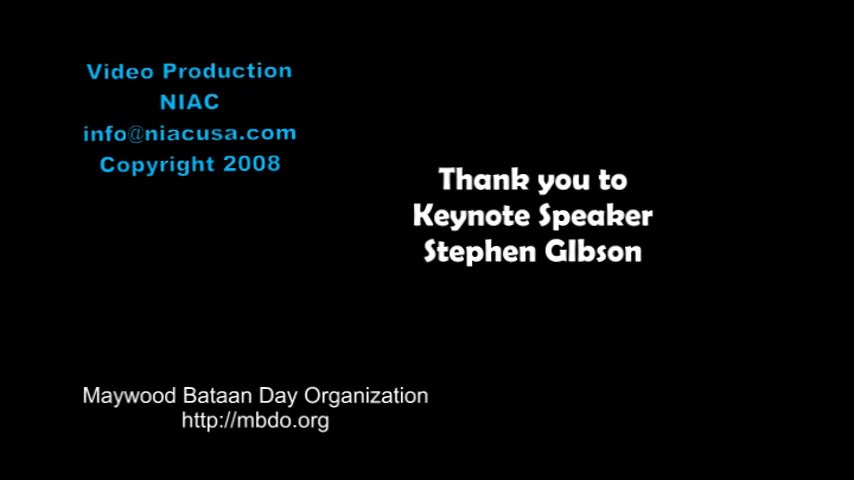 Video Production
NIAC
info@niacusa.com
Copyright 2008
Thank you to
Keynote Speaker
Stephen GIbson
Maywood Bataan Day Organization
http://mbdo.org